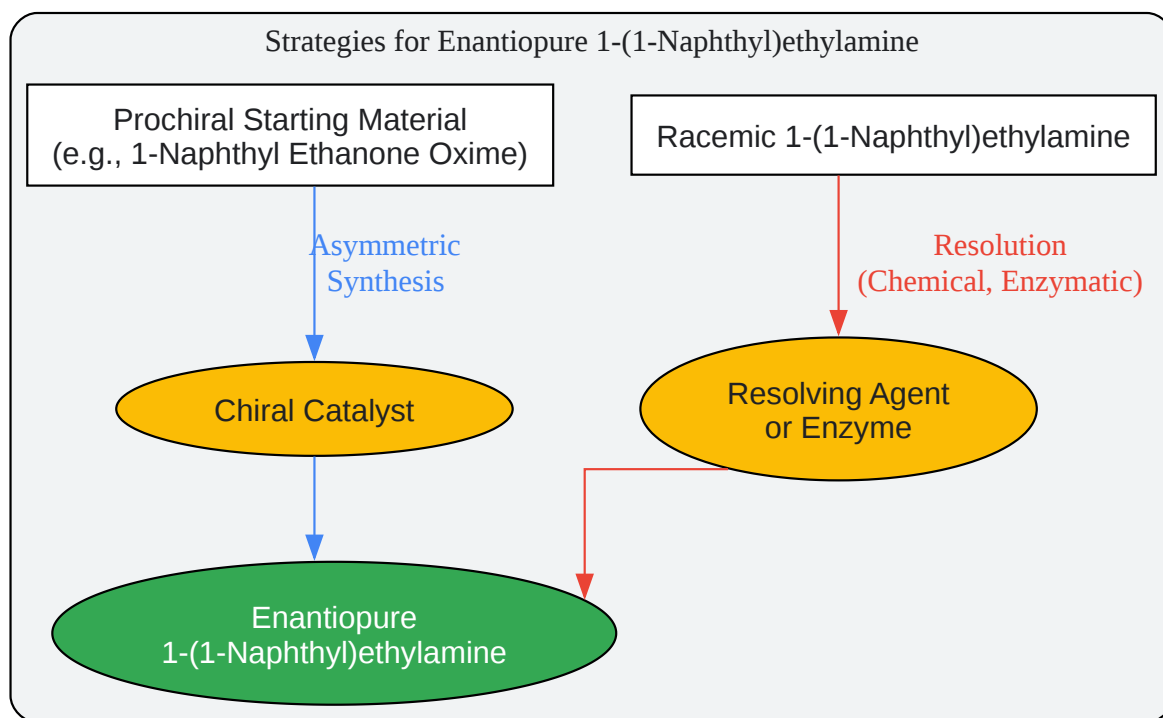 Strategies for Enantiopure 1-(1-Naphthyl)ethylamine
Prochiral Starting Material
(e.g., 1-Naphthyl Ethanone Oxime)
Racemic 1-(1-Naphthyl)ethylamine
Asymmetric
Synthesis
Resolution
(Chemical, Enzymatic)
Chiral Catalyst
Resolving Agent
or Enzyme
Enantiopure
1-(1-Naphthyl)ethylamine